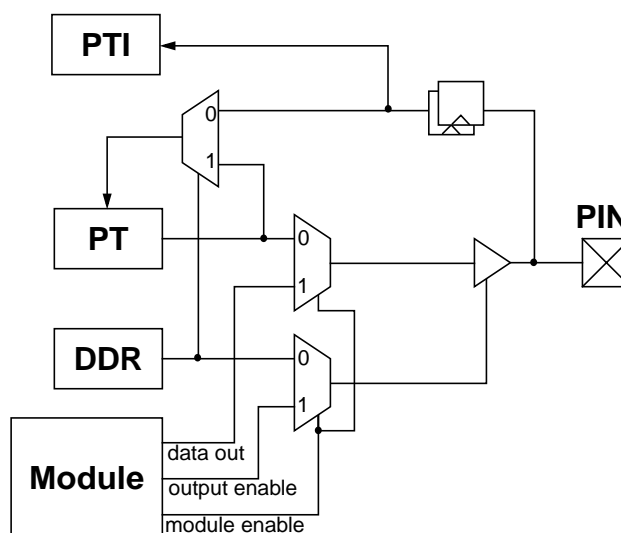 PTI
0
1
PT
PIN
0
1
DDR
0
1
Module
data out
output enable
module enable